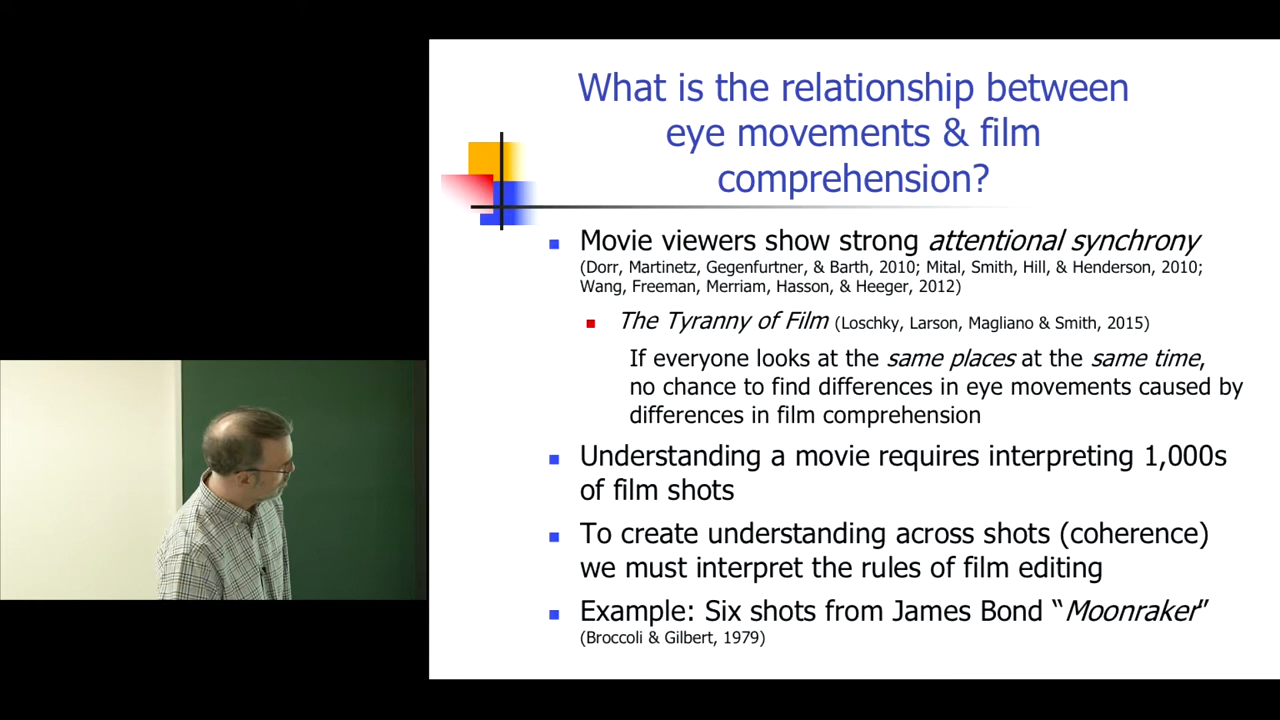 What is the relationship between
eye movements & film
comprehension?
Movie viewers show strong attentional synchrony
(Dorr, Martinetz, Gegenfurtner, & Barth, 2010; Mital, Smith, Hill, & Henderson, 2010;
Wang, Freeman, Merriam, Hasson, & Heeger, 2012)
The Tyranny of Film (Loschky, Larson, Magliano & Smith, 2015)
If everyone looks at the same places at the same time,
no chance to find differences in eye movements caused by
differences in film comprehension
Understanding a movie requires interpreting 1,000s
of film shots
To create understanding across shots (coherence)
we must interpret the rules of film editing
Example: Six shots from James Bond “Moonraker”
(Broccoli & Gilbert, 1979)